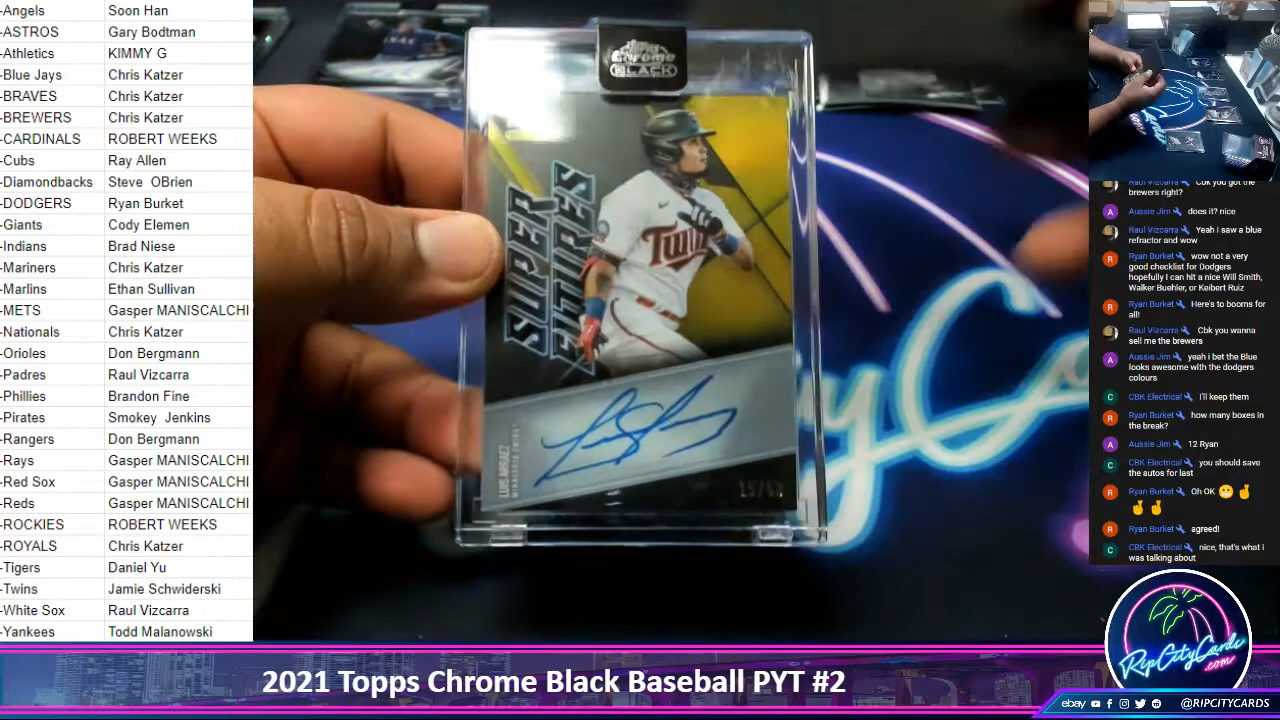 -Angels Soon Han
-ASTROS Gary Bodtman
-Athletics KIMMY G
-Blue Jays Chris Katzer
-BRAVES Chris Katzer
-BREWERS Chris Katzer
-CARDINALS ROBERT WEEKS
-Cubs Ray Allen
-Diamondbacks Steve OBrien
-DODGERS Ryan Burket
-Giants Cody Elemen
-Indians Brad Niese
-Mariners Chris Katzer
-Marlins Ethan Sullivan
-METS Gasper MANISCALCHI
-Nationals Chris Katzer
-Orioles Don Bergmann
-Padres Raul Vizcarra
-Phillies Brandon Fine
-Pirates Smokey Jenkins
-Rangers Don Bergmann
-Rays Gasper MANISCALCHI
-Red Sox Gasper MANISCALCHI
-Reds Gasper MANISCALCHI
-ROCKIES ROBERT WEEKS
-ROYALS Chris Katzer
-Tigers Daniel Yu
-Twins Jamie Schwiderski
-White Sox Raul Vizcarra
-Yankees Todd Malanowski
Topps
Chrome
BLACK
SUPER
FUTURES
Twins
LUIS ARRAEZ
MINNESOTA TWINS
Raul Vizcarra Cbk you got the
brewers right?
A Aussie Jim does it? nice
Raul Vizcarra Yeah I saw a blue
refractor and wow
R Ryan Burket wow not a very
good checklist for Dodgers
hopefully I can hit a nice Will Smith,
Walker Buehler, or Keibert Ruiz
R Ryan Burket Here's to booms for
all!
Raul Vizcarra Cbk you wanna
sell me the brewers
A Aussie Jim yeah i bet the Blue
looks awesome with the dodgers
colours
C CBK Electrical I'll keep them
R Ryan Burket how many boxes in
the break?
A Aussie Jim 12 Ryan
C CBK Electrical you should save
the autos for last
R Ryan Burket Oh OK 😬 🤞
🤞 🤞
R Ryan Burket agreed!
C CBK Electrical nice, that's what i
was talking about
RipCityCards
.com
2021 Topps Chrome Black Baseball PYT #2
ebay @RIPCITYCARDS